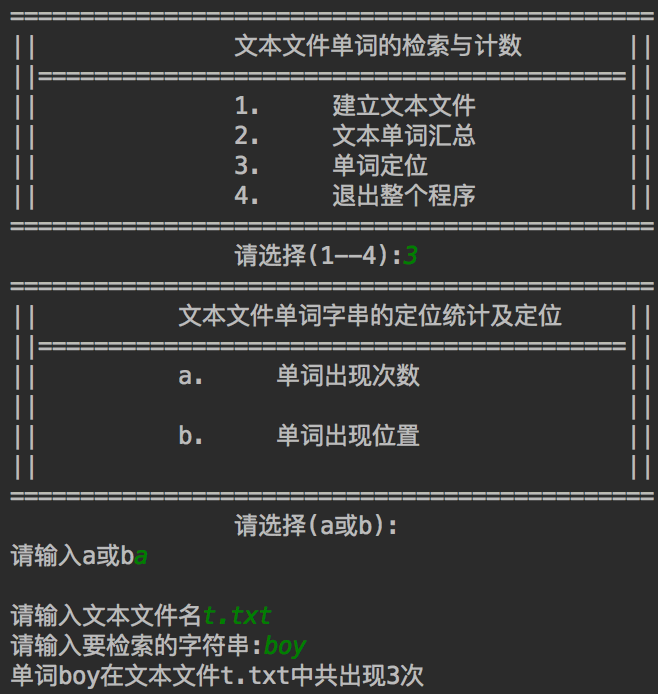 ==============================================
||文本文件单词的检索与计数||
||==========================================||
||1. 建立文本文件||
||2. 文本单词汇总||
||3. 单词定位||
||4. 退出整个程序||
==============================================
请选择(1--4):3
==============================================
||文本文件单词字串的定位统计及定位||
||==========================================||
||a. 单词出现次数||
|| ||
||b. 单词出现位置||
|| ||
==============================================
请选择(a或b):
请输入a或ba
请输入文本文件名t.txt
请输入要检索的字符串:boy
单词boy在文本文件t.txt中共出现3次